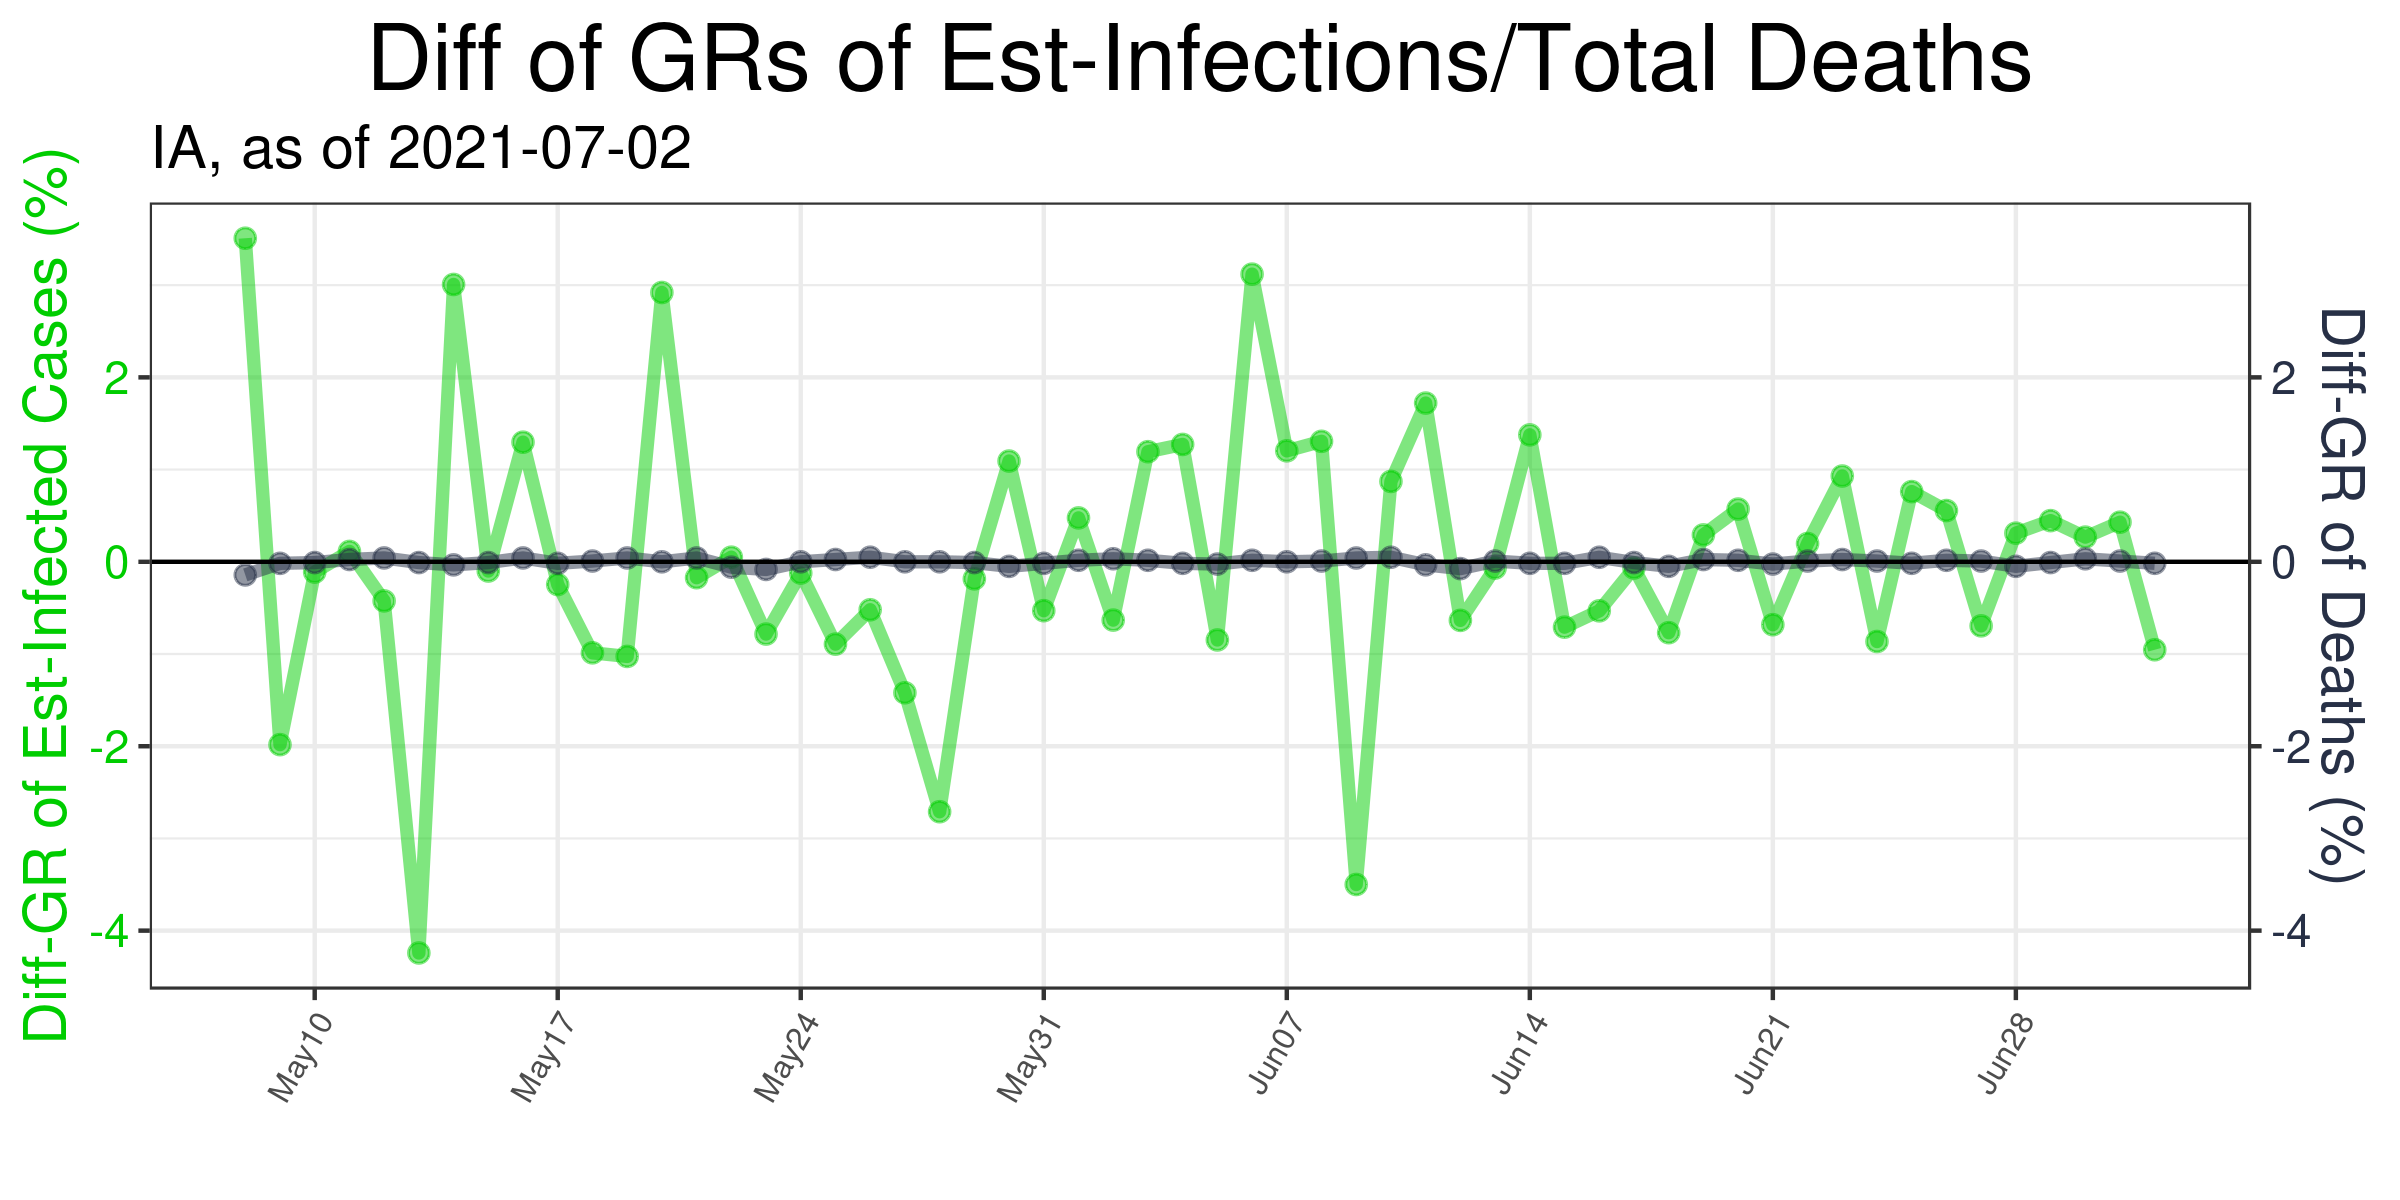 Diff of GRs of Est-Infections/Total Deaths
IA, as of 2021-07-02
Diff-GR of Est-Infected Cases (%)
2
0
-2
-4
2
0
-2
-4
Diff-GR of Deaths (%)
May10
May17
May24
May31
Jun07
Jun14
Jun21
Jun28